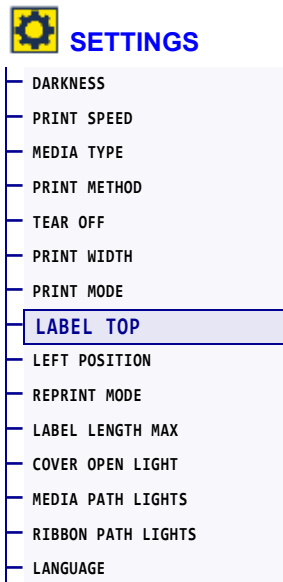 SETTINGS
DARKNESS
PRINT SPEED
MEDIA TYPE
PRINT METHOD
TEAR OFF
PRINT WIDTH
PRINT MODE
LABEL TOP
LEFT POSITION
REPRINT MODE
LABEL LENGTH MAX
COVER OPEN LIGHT
MEDIA PATH LIGHTS
RIBBON PATH LIGHTS
LANGUAGE